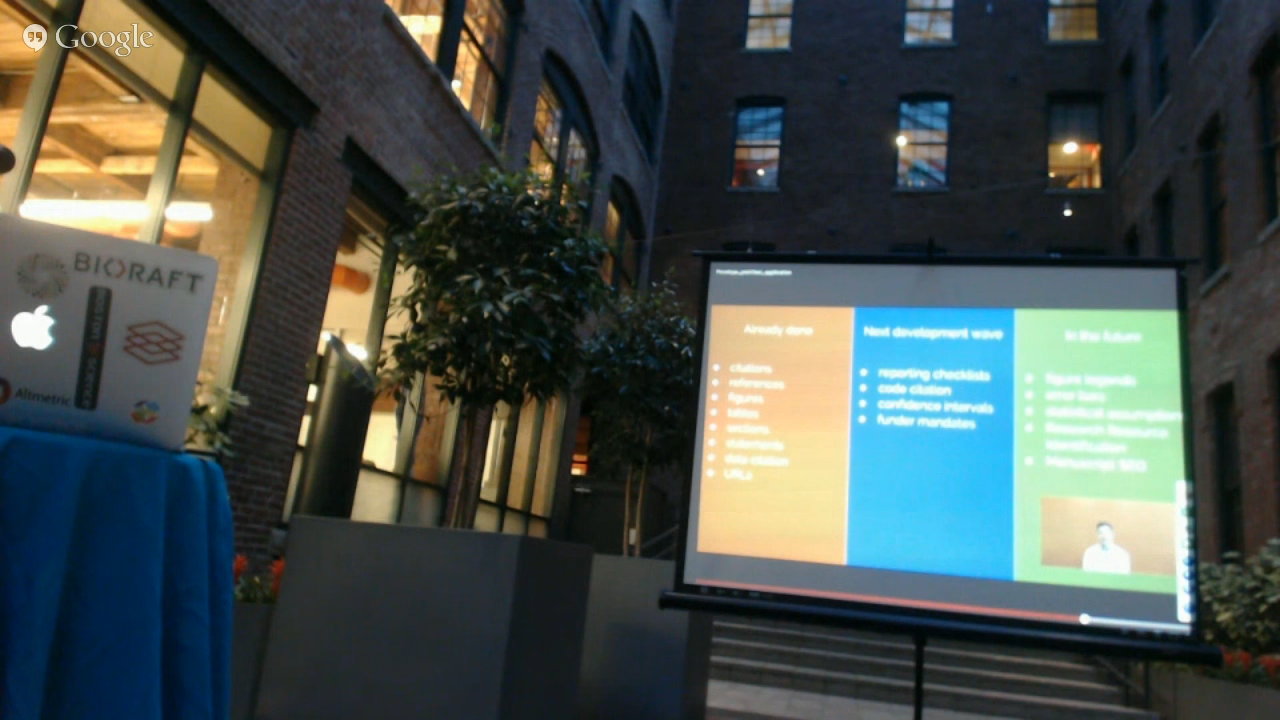 Google
BIORAFT
Altmetric
Already done
citations
references
figures
tables
sections
statements
data citation
URLs
Next development wave
reporting checklists
code citation
confidence intervals
funder mandates
In the future
figure legends
error bars
statistical assumptions
Research Resource
Identification
Manuscript SEO